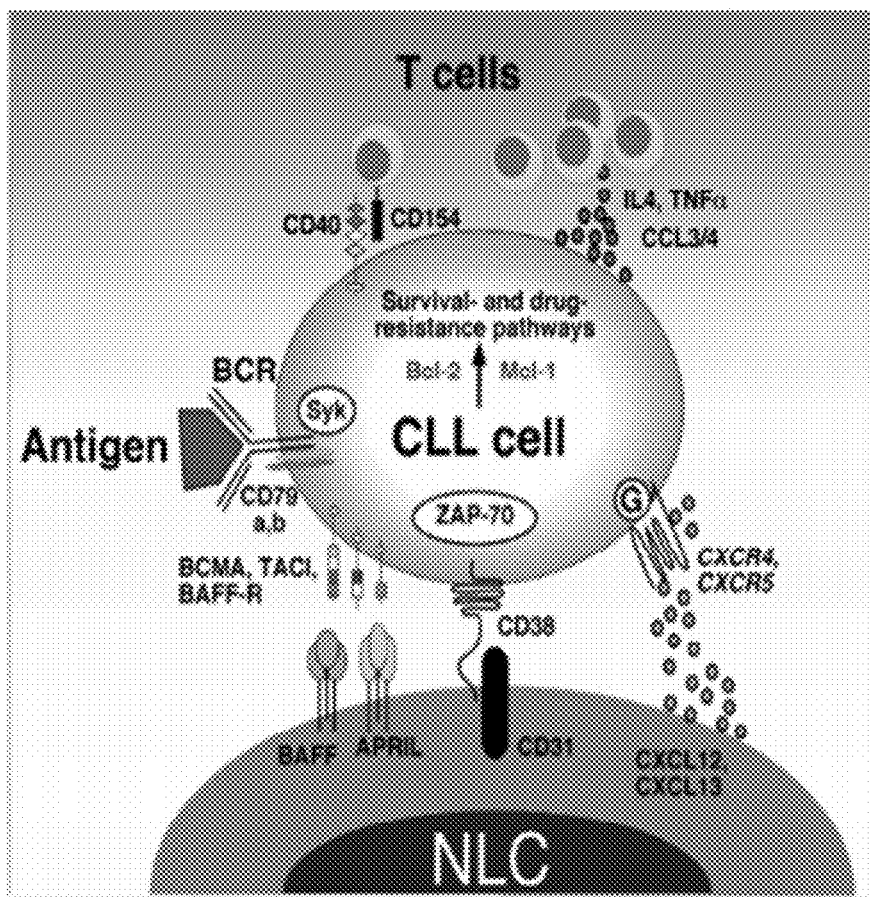 T cells
CD40
CD154
IL4, TNFα
CCL3/4
Survival- and drug-
resistance pathways
Bcl-2
Mcl-1
BCR
Syk
Antigen
CLL cell
CD79
a,b
ZAP-70
G
CXCR4,
CXCR5
BCMA, TACI,
BAFF-R
CD38
BAFF
APRIL
CD31
CXCL12,
CXCL13
NLC